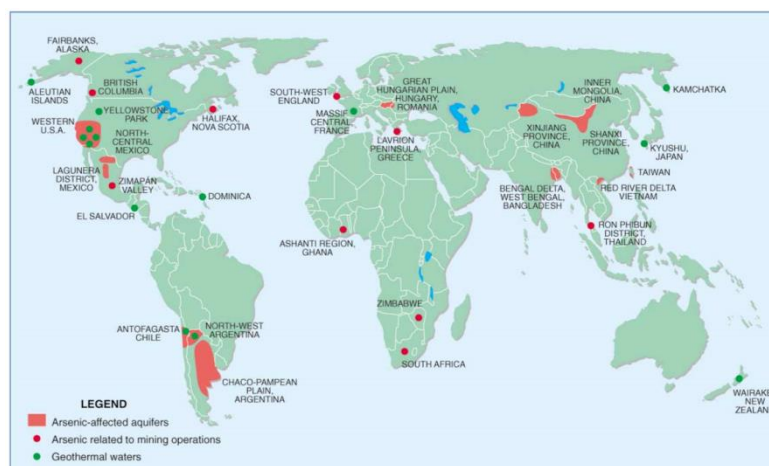 FAIRBANKS,
ALASKA
ALEUTIAN
ISLANDS
BRITISH
COLUMBIA
YELLOWSTONE
PARK
WESTERN
U.S.A.
NORTH-
CENTRAL
MEXICO
HALIFAX,
NOVA SCOTIA
LAGUNERA
DISTRICT,
MEXICO
ZIMAPAN
VALLEY
EL SALVADOR
DOMINICA
SOUTH-WEST
ENGLAND
MASSIF
CENTRAL
FRANCE
GREAT
HUNGARIAN PLAIN,
HUNGARY,
ROMANIA
LAVRION
PENINSULA,
GREECE
INNER
MONGOLIA,
CHINA
KAMCHATKA
XINJIANG
PROVINCE,
CHINA
SHANXI
PROVINCE,
CHINA
KYUSHU,
JAPAN
TAIWAN
BENGAL DELTA,
WEST BENGAL,
BANGLADESH
RED RIVER DELTA
VIETNAM
RON PHIBUN
DISTRICT,
THAILAND
ASHANTI REGION,
GHANA
ZIMBABWE
SOUTH AFRICA
ANTOFAGASTA
CHILE
NORTH-WEST
ARGENTINA
CHACO-PAMPEAN
PLAIN,
ARGENTINA
WAIRAKE
NEW
ZEALAN
LEGEND
Arsenic-affected aquifers
Arsenic related to mining operations
Geothermal waters